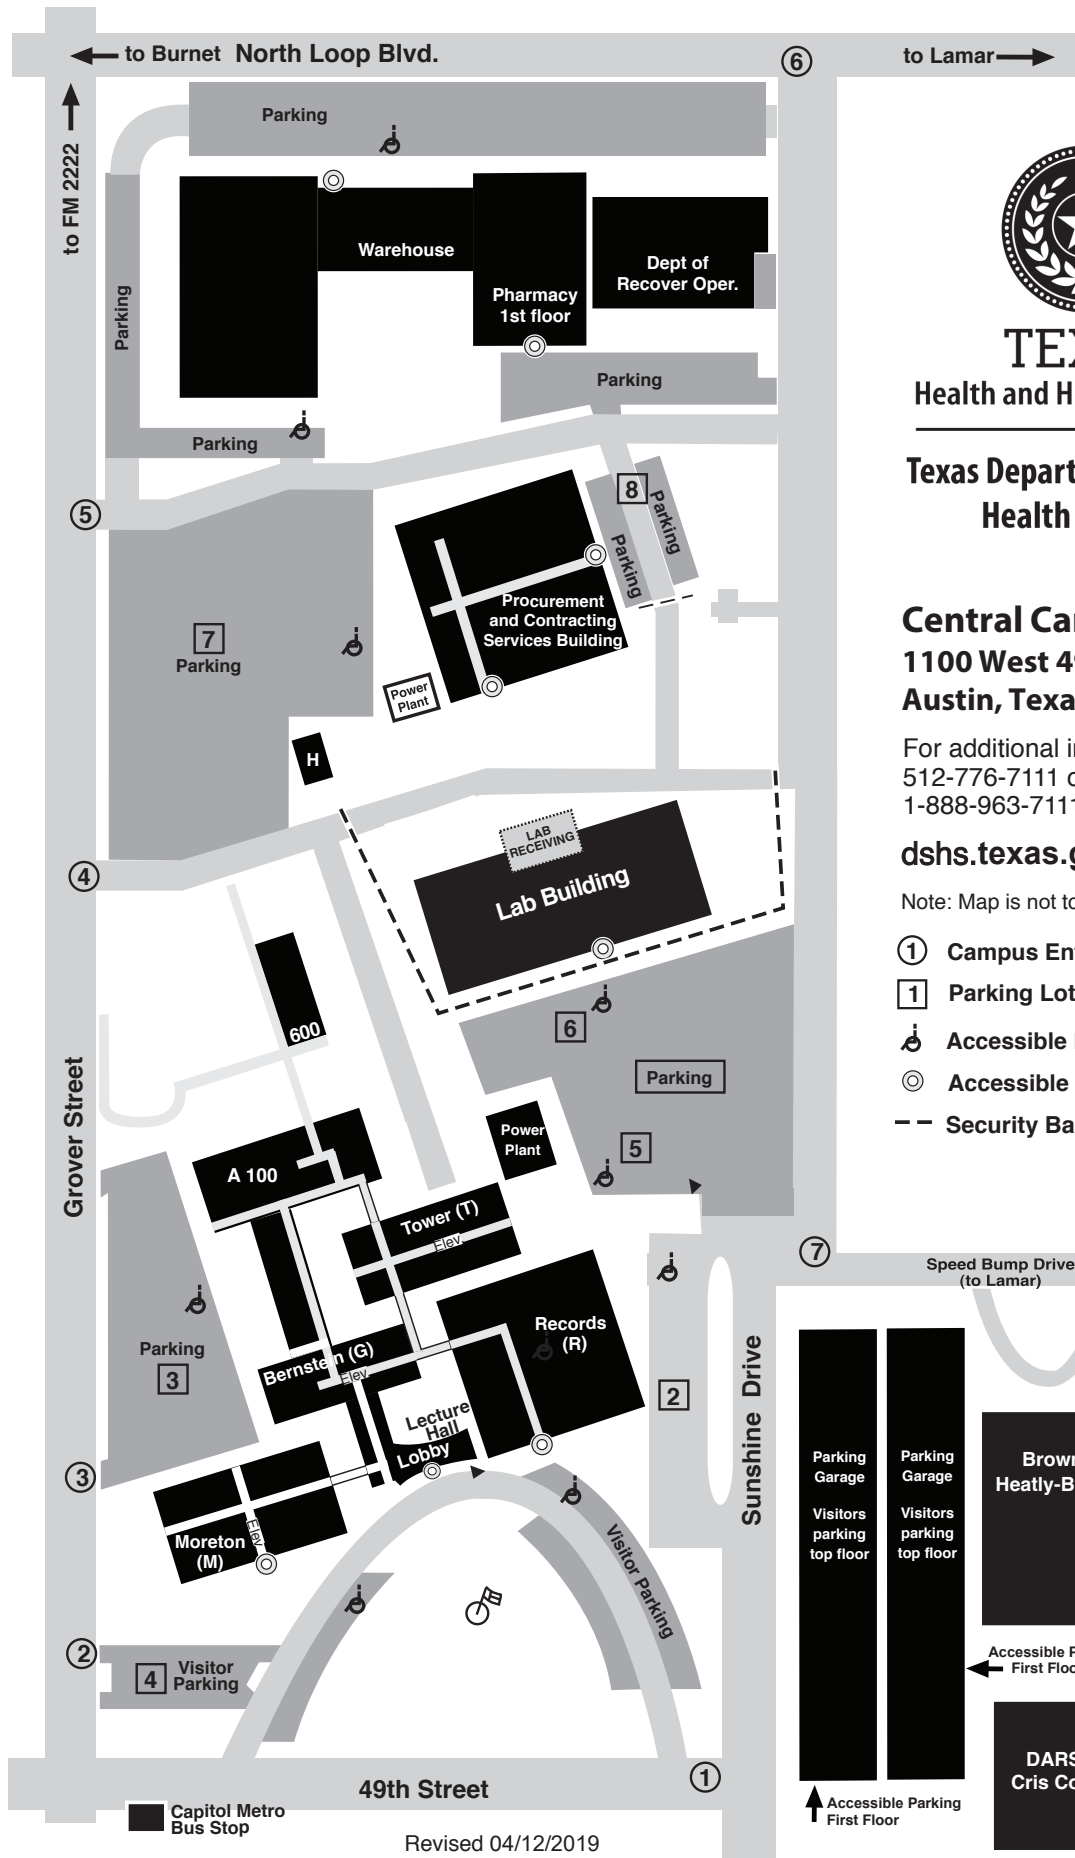 to Burnet North Loop Blvd.
6
to Lamar
to FM 2222
Parking
Parking
Warehouse
Pharmacy
1st floor
Dept of
Recover Oper.
Parking
Parking
TEX
Health and H
Texas Depart
Health
5
8
Parking
Parking
7
Parking
Procurement
and Contracting
Services Building
Power
Plant
H
Central Ca
1100 West 4
Austin, Texa
For additional i
512-776-7111
1-888-963-7111
dshs.texas.g
Note: Map is not to
1 Campus En
1 Parking Lot
Accessible
Accessible
Security Ba
LAB
RECEIVING
Lab Building
4
600
6
Parking
Grover Street
A 100
Power
Plant
5
Tower (T)
Elev
7
Speed Bump Drive
(to Lamar)
Records
(R)
Parking
3
Bernstein (G)
Elev
2
Sunshine Drive
Lecture
Hall
Lobby
3
Moreton
(M)
Elev
Visitor Parking
Parking
Garage
Visitors
parking
top floor
Parking
Garage
Visitors
parking
top floor
Brown
Heatly-B
2
4
Visitor
Parking
Accessible P
First Floo
DARS
Cris Co
49th Street
1
Accessible Parking
First Floor
Capitol Metro
Bus Stop
Revised 04/12/2019